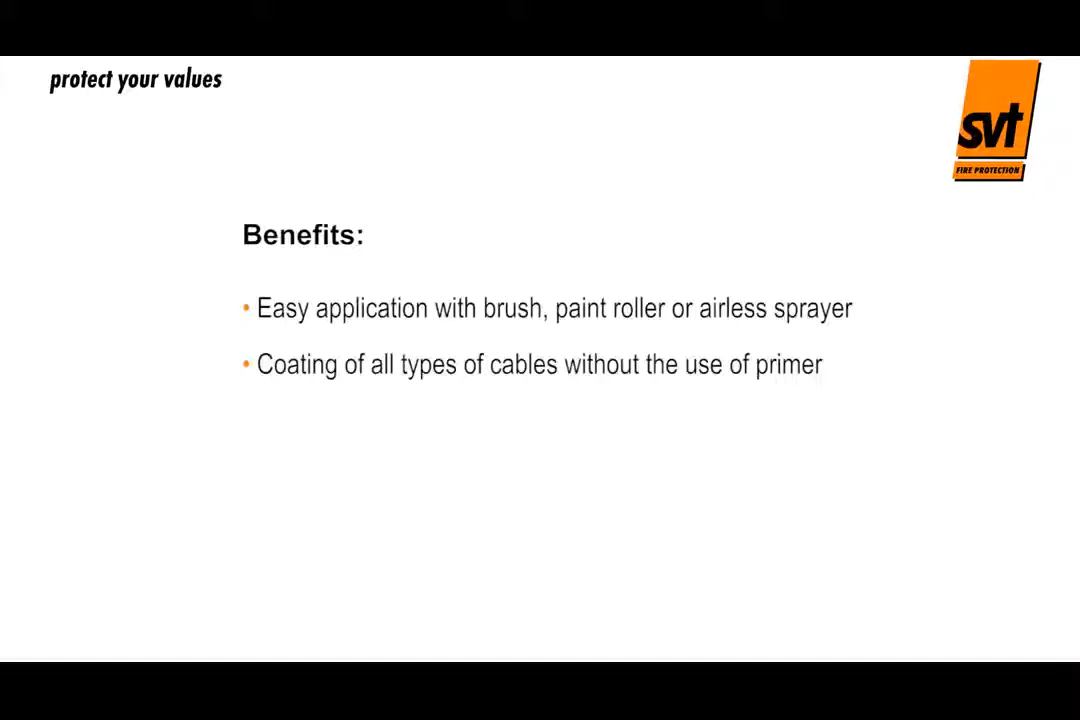 protect your values
svt
FIRE PROTECTION
Benefits:
• Easy application with brush, paint roller or airless sprayer
• Coating of all types of cables without the use of primer